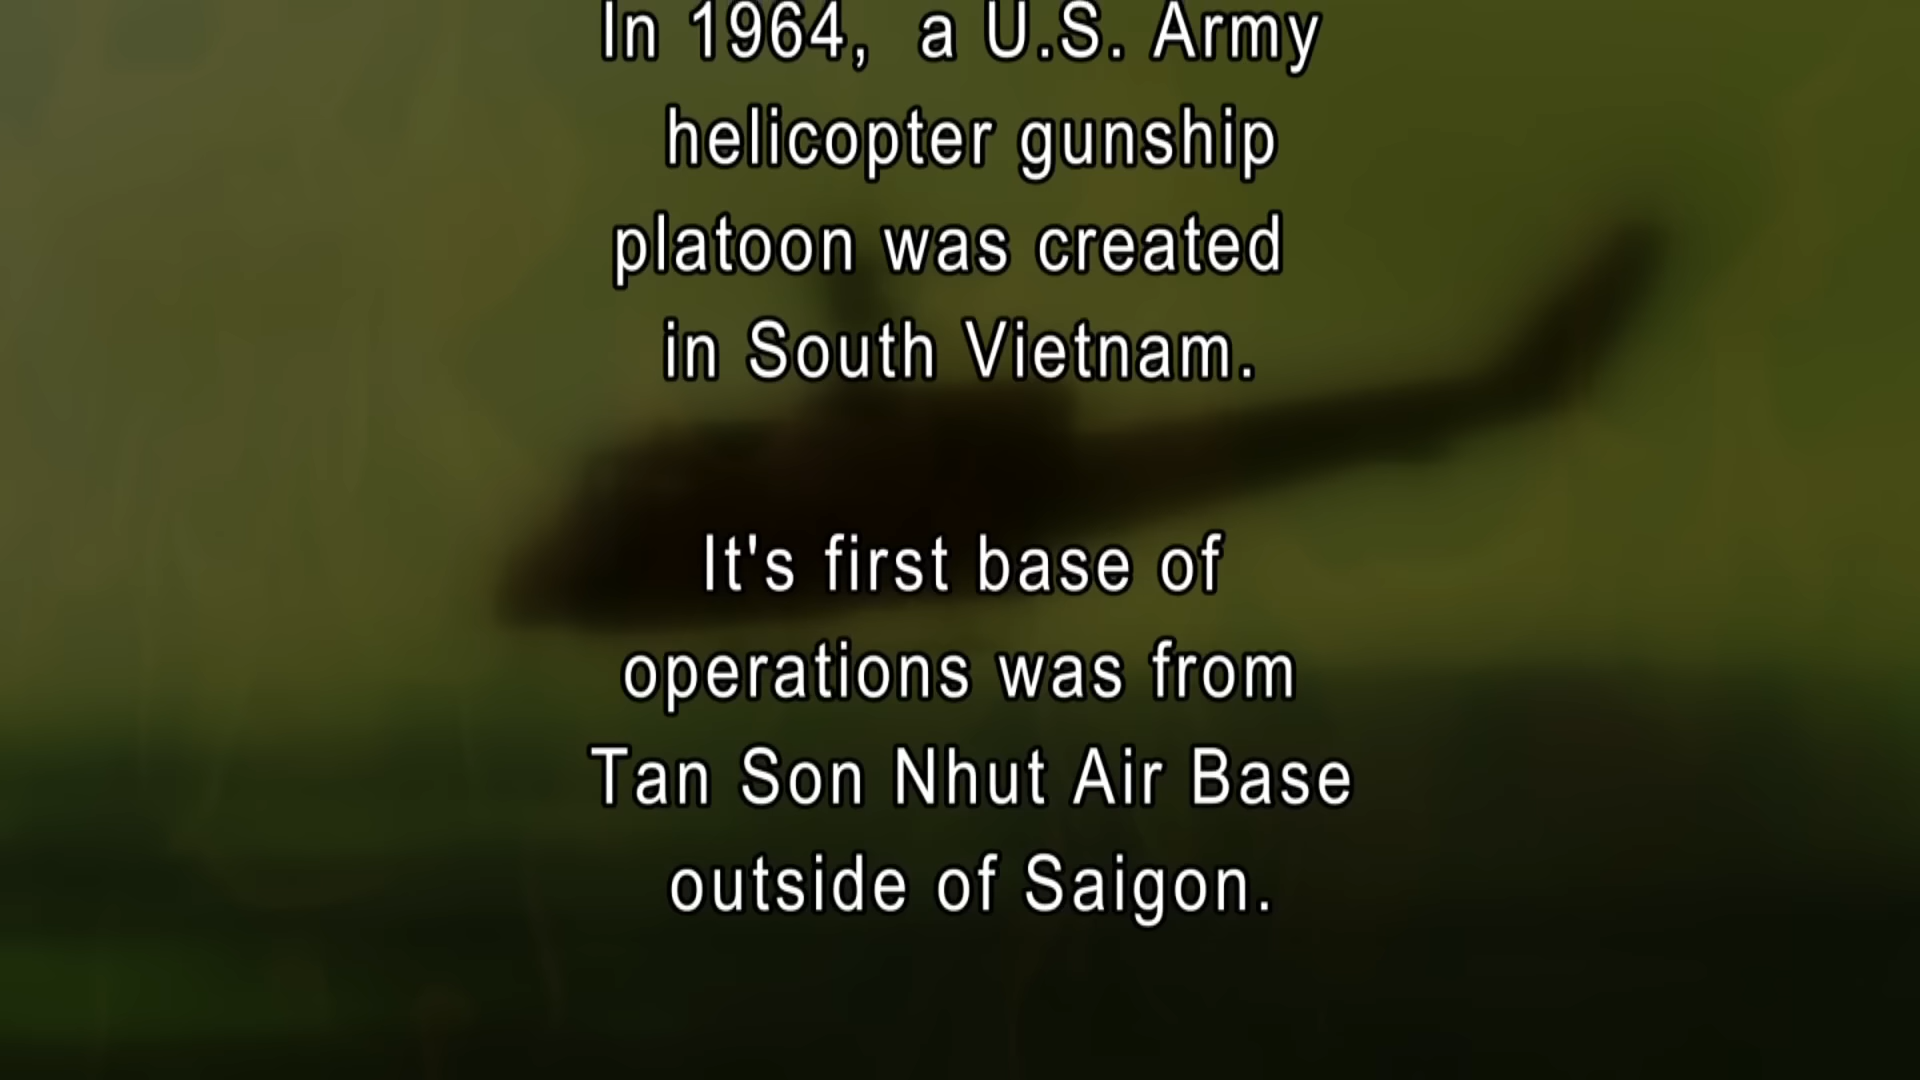 In 1964,  a U.S. Army
helicopter gunship
platoon was created
in South Vietnam.
It's first base of
operations was from
Tan Son Nhut Air Base
outside of Saigon.